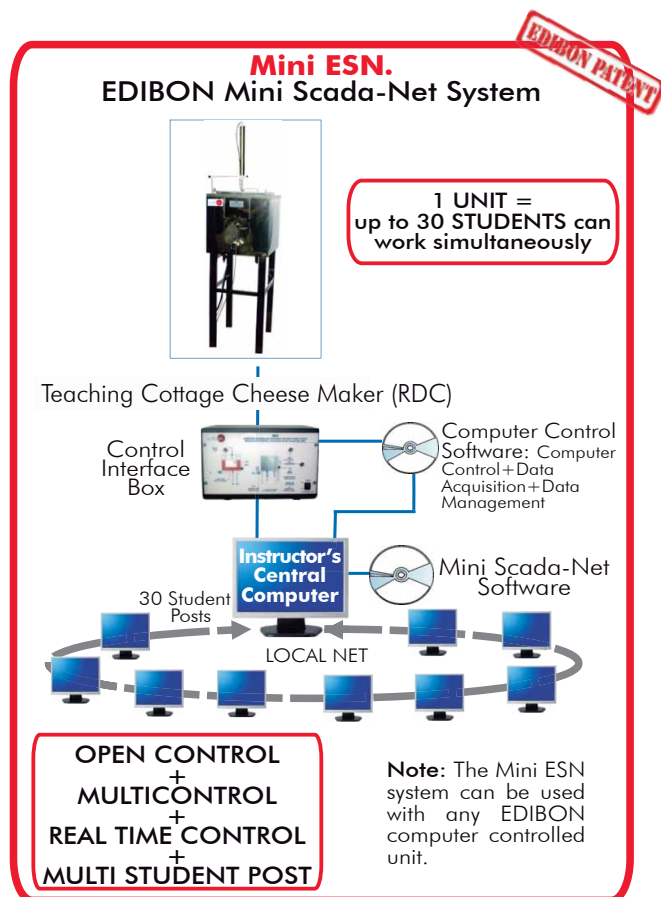 EDIBON PATENT
Mini ESN.
EDIBON Mini Scada-Net System
1 UNIT =
up to 30 STUDENTS can
work simultaneously
Teaching Cottage Cheese Maker (RDC)
Control
Interface
Box
Computer Control
Software: Computer
Control+Data
Acquisition+Data
Management
Instructor's
Central
Computer
Mini Scada-Net
Software
30 Student
Posts
LOCAL NET
OPEN CONTROL
+
MULTICONTROL
+
REAL TIME CONTROL
+
MULTI STUDENT POST
Note: The Mini ESN
system can be used
with any EDIBON
computer controlled
unit.